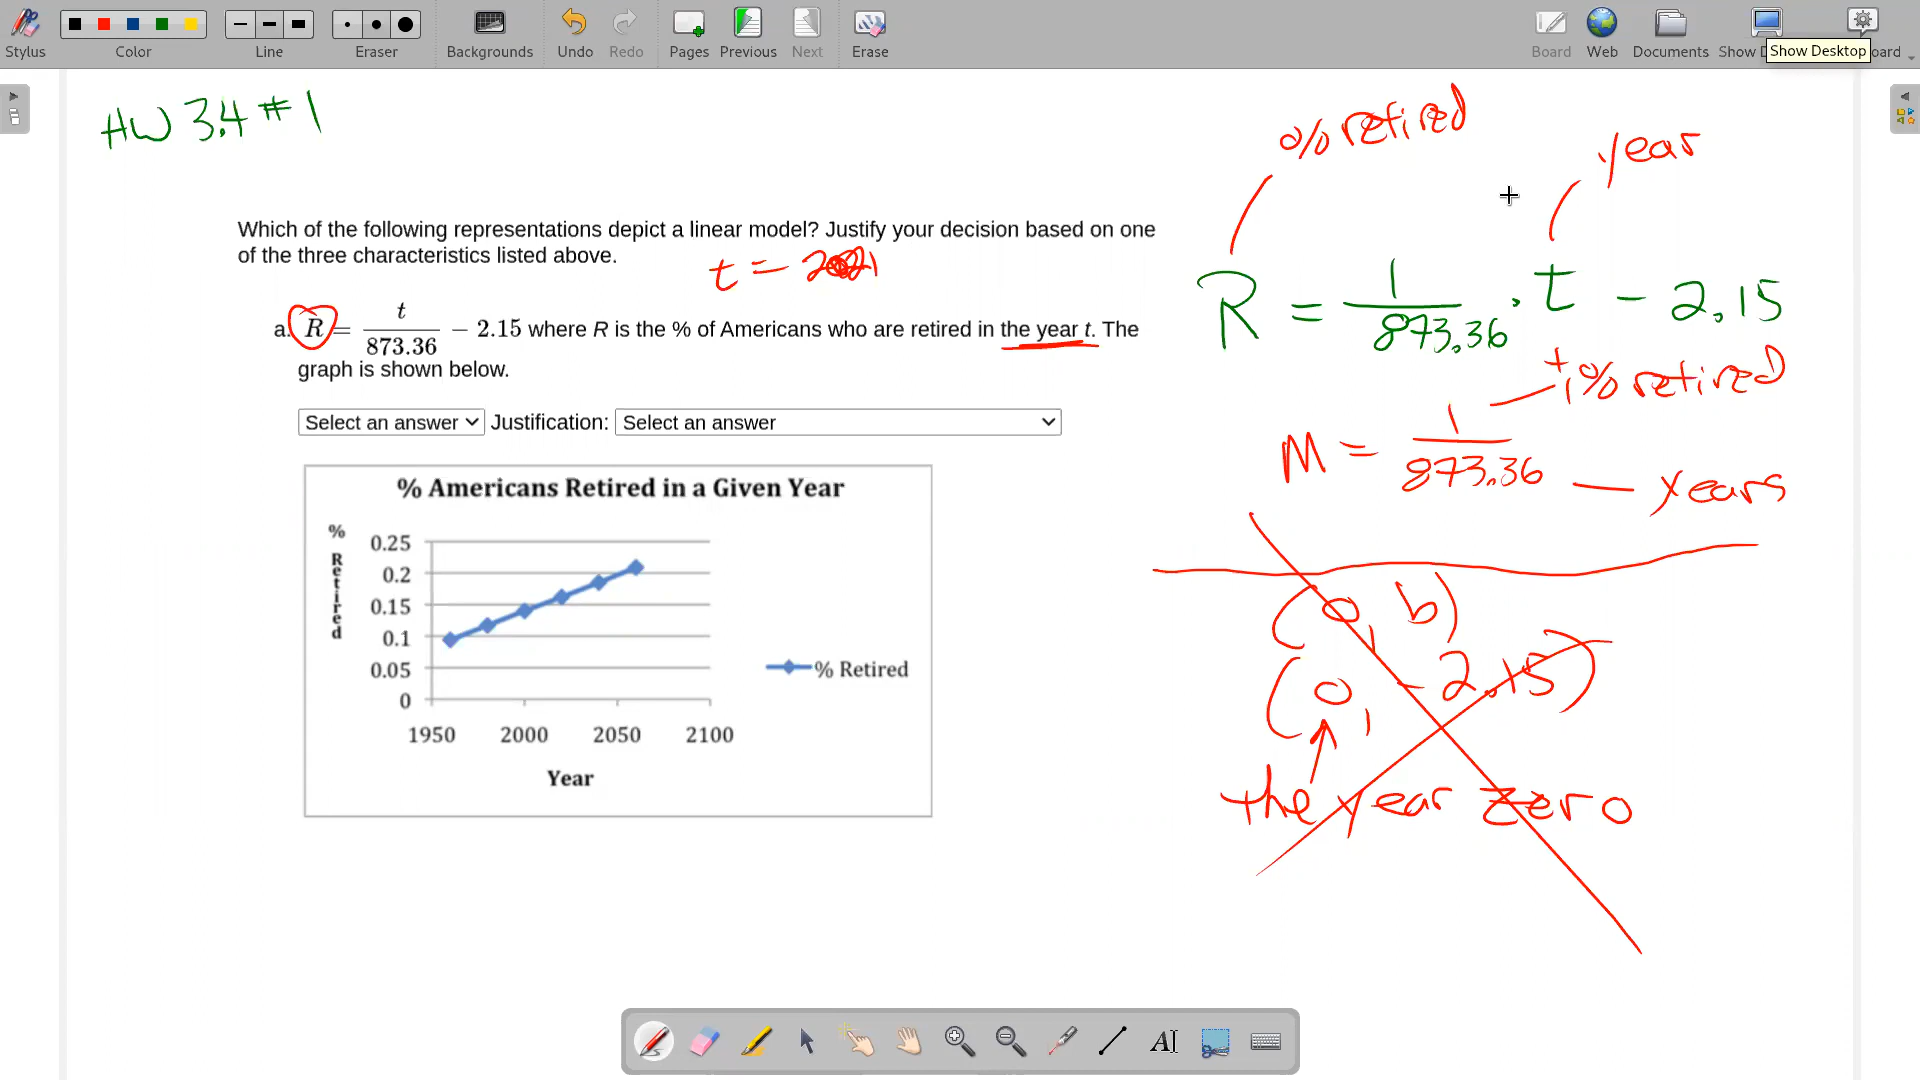 Stylus
Color
Line
Eraser
Backgrounds
Undo
Redo
Pages
Previous
Next
Erase
Board
Web
Documents
Show D
Show Desktop
oard
HW 3.4 #1
% retired
year
Which of the following representations depict a linear model? Justify your decision based on one
of the three characteristics listed above.
t = 2021
a. R = t/873.36 − 2.15 where R is the % of Americans who are retired in the year t. The
graph is shown below.
Select an answer Justification: Select an answer
R = 1/873.36 · t − 2.15
+1% retired
M = 1/873.36
years
% Americans Retired in a Given Year
% Retired
0.25
0.2
0.15
0.1
0.05
0
1950 2000 2050 2100
Year
% Retired
(0, b)
(0, -2.15)
the year zero
AI